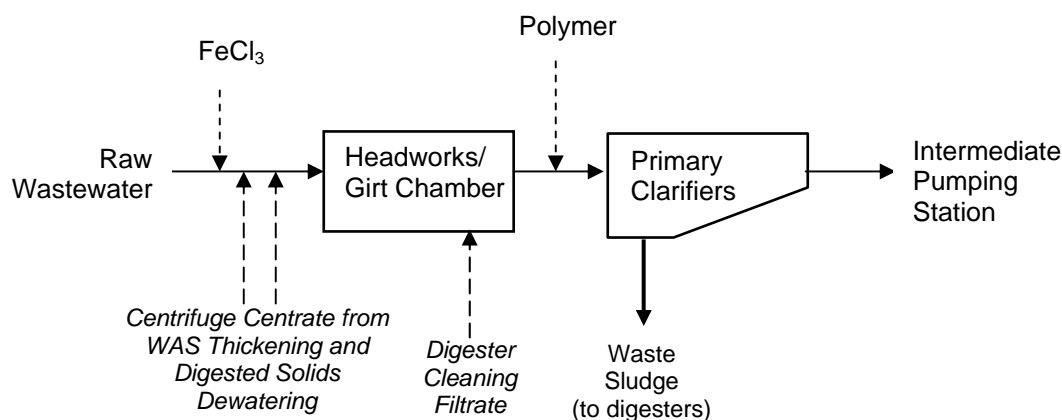 Polymer
FeCl₃
Raw
Wastewater
Headworks/
Girt Chamber
Primary
Clarifiers
Intermediate
Pumping
Station
Centrifuge Centrate from
WAS Thickening and
Digested Solids
Dewatering
Digester
Cleaning
Filtrate
Waste
Sludge
(to digesters)